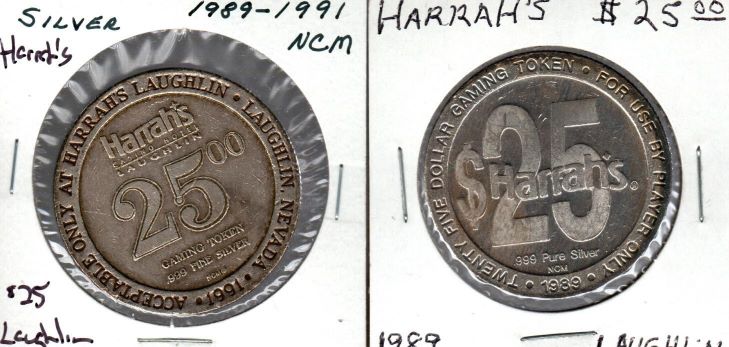 SILVER 1989-1991
Harrah's NCM
ACCEPTABLE ONLY AT HARRAH'S LAUGHLIN • LAUGHLIN, NEVADA • 1991 •
Harrah's
CASINO HOTEL
LAUGHLIN
25.00
GAMING TOKEN
.999 FINE SILVER
$25
Laughlin
HARRAH'S $25.00
TWENTY FIVE DOLLAR GAMING TOKEN • FOR USE BY PLAYER ONLY • 1989 •
$25
Harrah's®
.999 Pure Silver
NCM
1989 LAUGHLIN